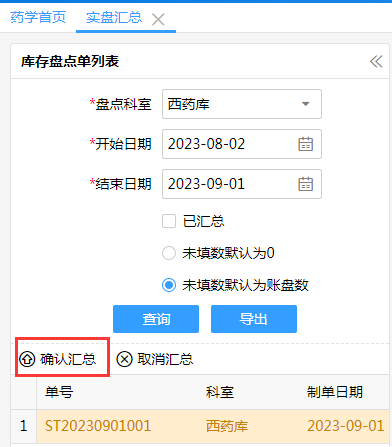 药学首页 实盘汇总
库存盘点单列表
*盘点科室 西药库
*开始日期 2023-08-02
*结束日期 2023-09-01
已汇总
未填数默认为0
未填数默认为账盘数
查询 导出
确认汇总 取消汇总
单号 科室 制单日期
1 ST20230901001 西药库 2023-09-01